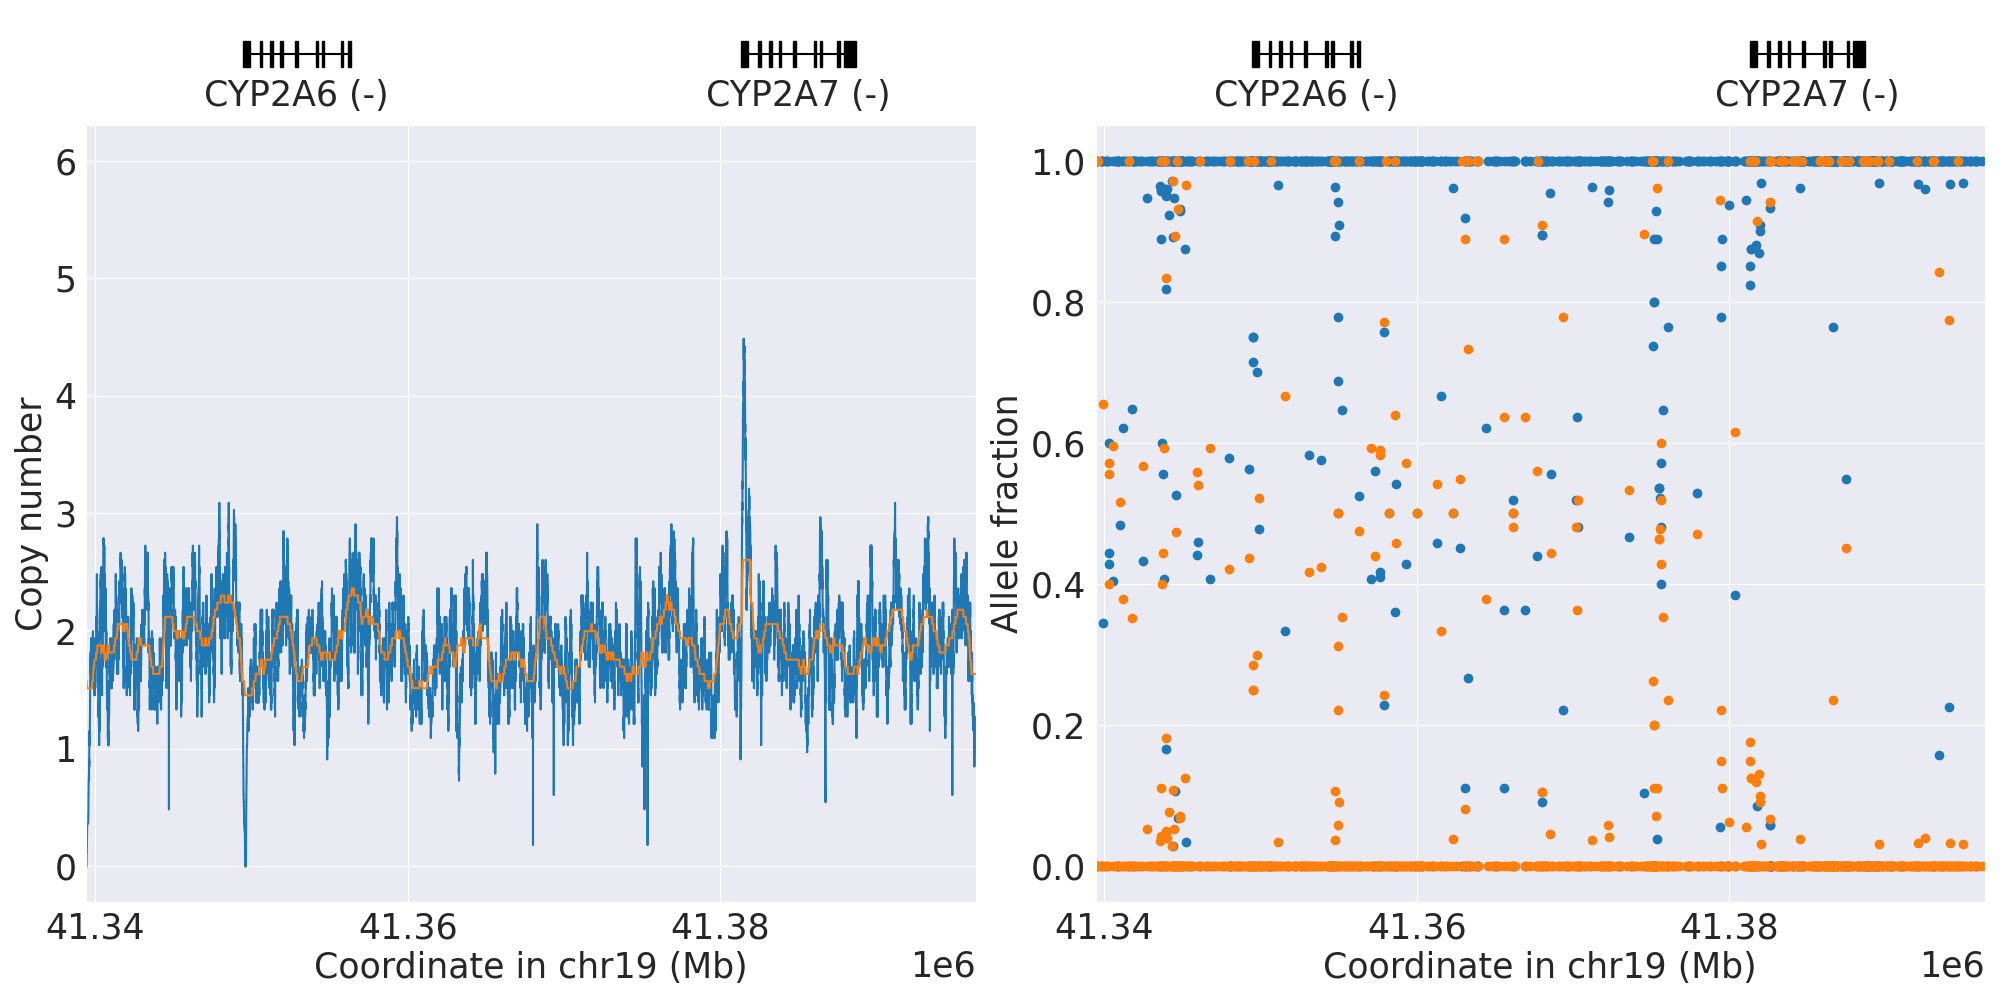 CYP2A6 (-) CYP2A7 (-)
6
5
4
3
2
1
0
Copy number
41.34 41.36 41.38
Coordinate in chr19 (Mb) 1e6
CYP2A6 (-) CYP2A7 (-)
1.0
0.8
0.6
0.4
0.2
0.0
Allele fraction
41.34 41.36 41.38
Coordinate in chr19 (Mb) 1e6